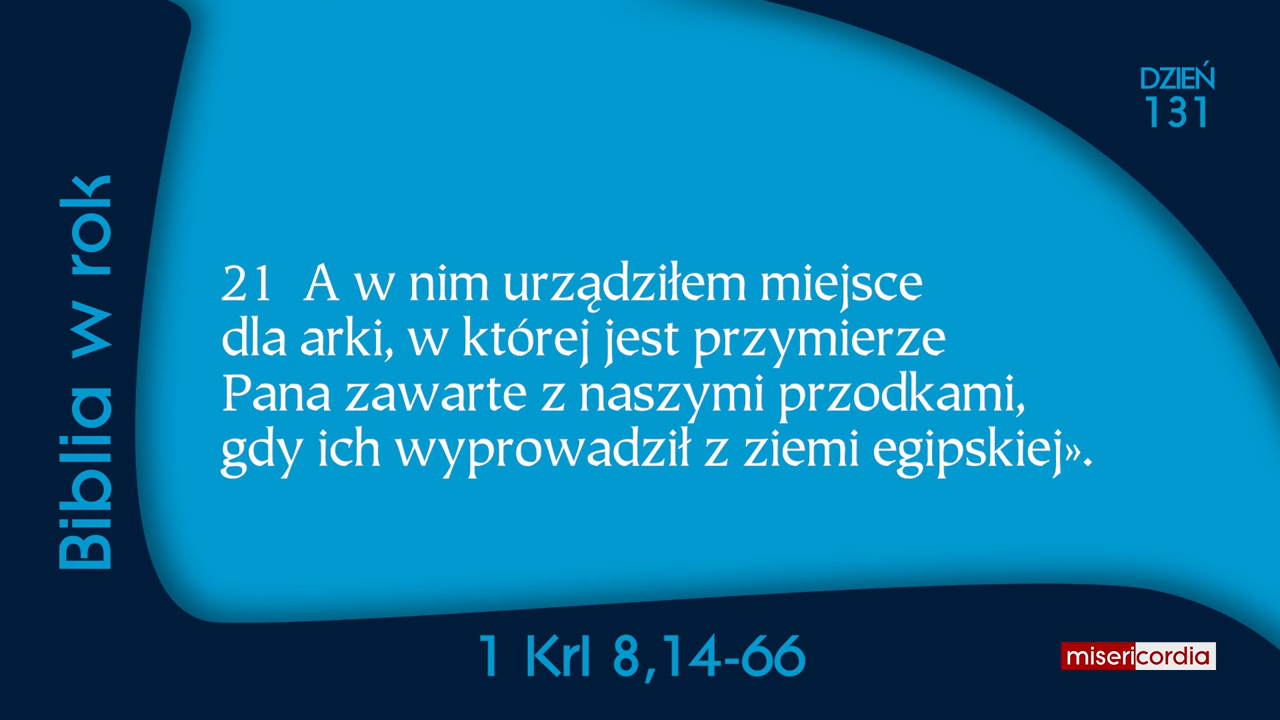 DZIEŃ
131
Biblia w rok
21 A w nim urządziłem miejsce
dla arki, w której jest przymierze
Pana zawarte z naszymi przodkami,
gdy ich wyprowadził z ziemi egipskiej».
1 Krl 8,14-66
misericordia